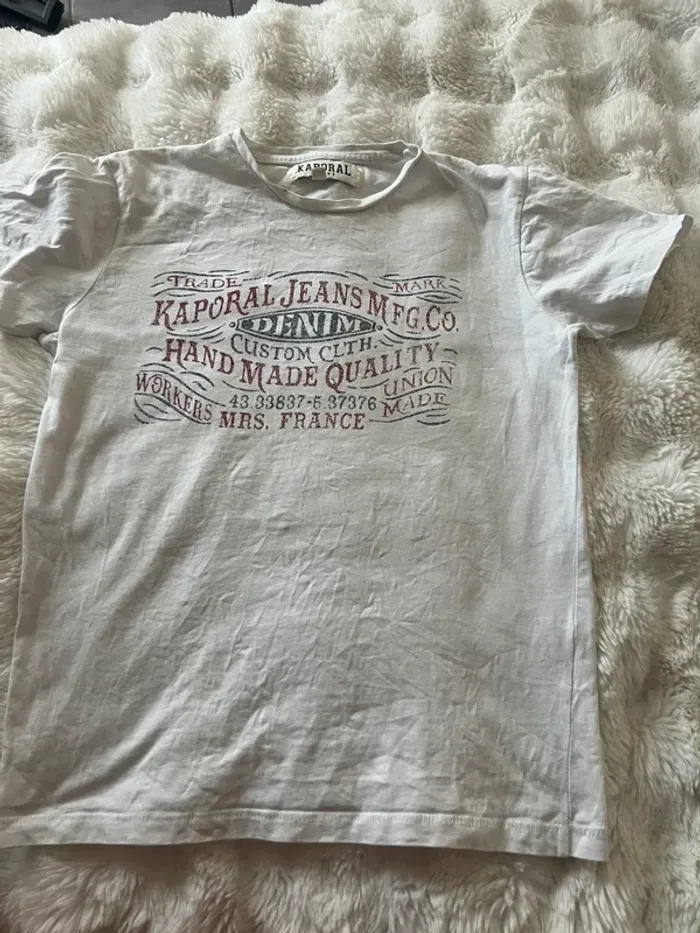 KAPORAL
TRADE MARK
KAPORAL JEANS MFG.CO.
DENIM
CUSTOM CLTH.
HAND MADE QUALITY
WORKERS 43.33837-5.37376 UNION MADE
MRS. FRANCE